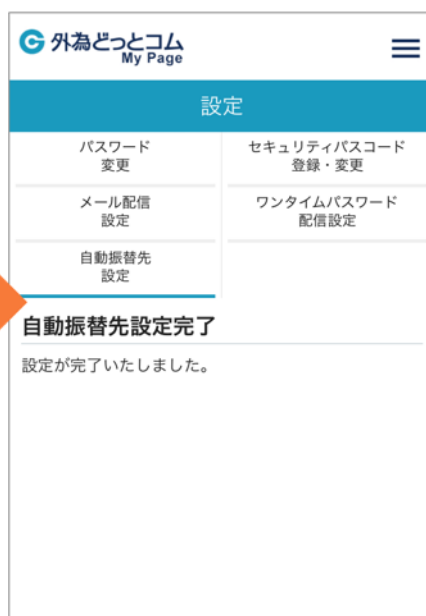 外為どっとコム
My Page
設定
パスワード
変更
セキュリティパスコード
登録・変更
メール配信
設定
ワンタイムパスワード
配信設定
自動振替先
設定
自動振替先設定完了
設定が完了いたしました。